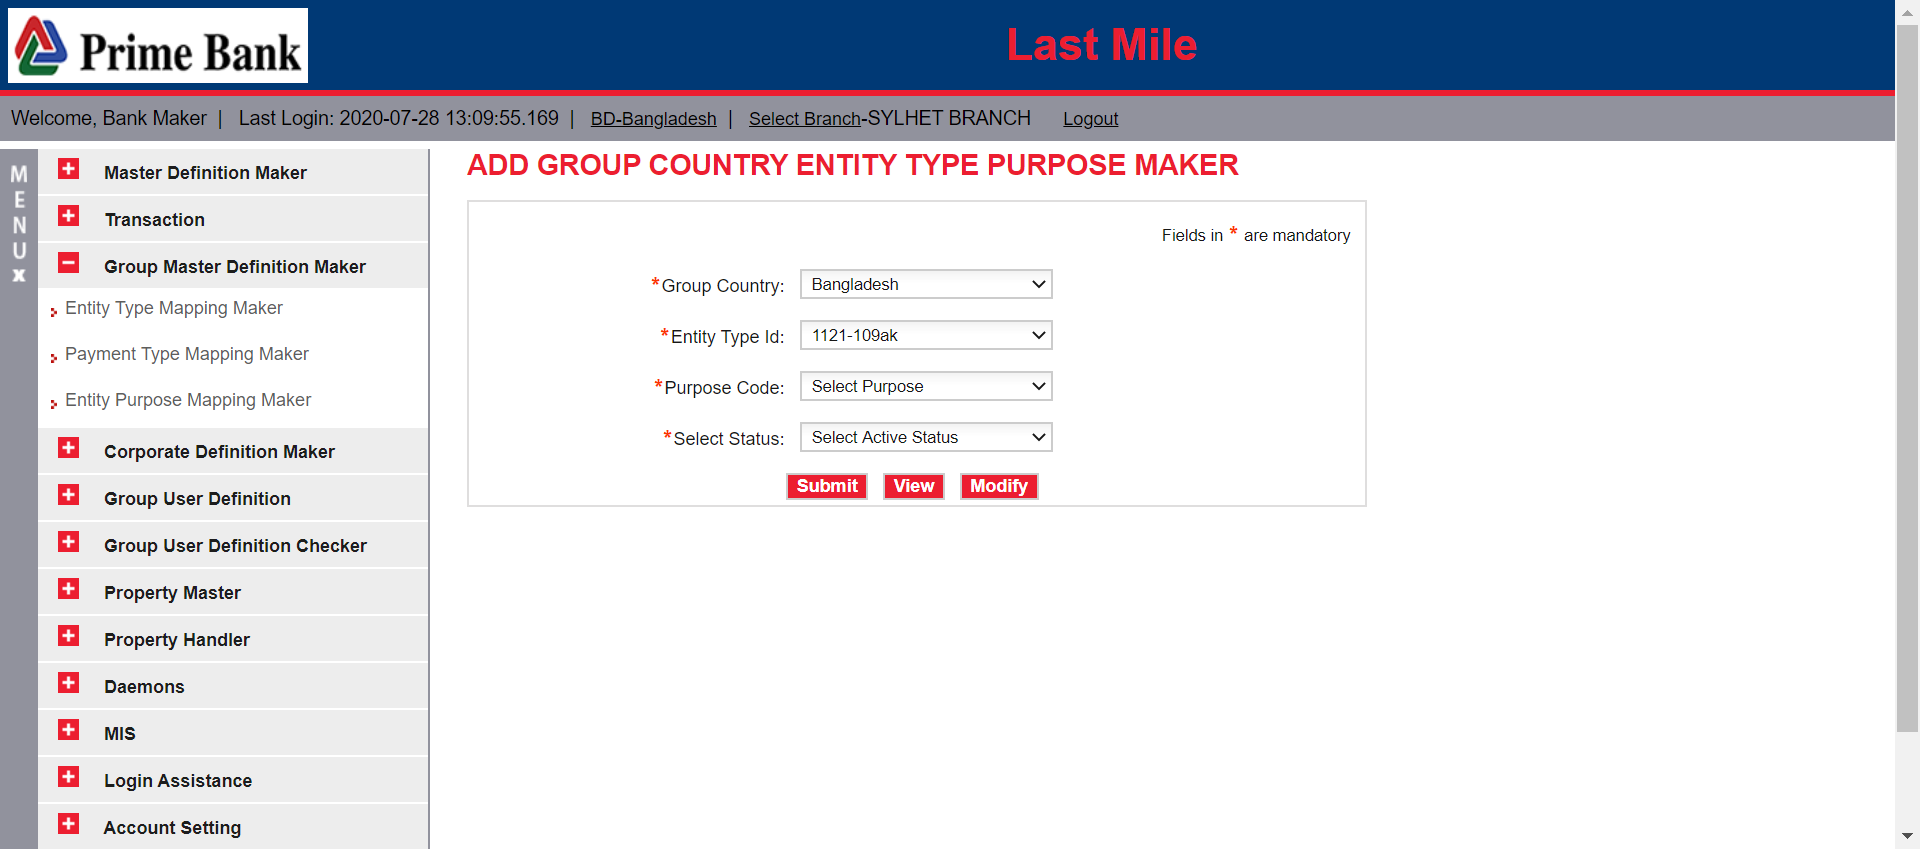 Prime Bank
Last Mile
Welcome, Bank Maker | Last Login: 2020-07-28 13:09:55.169 | BD-Bangladesh | Select Branch-SYLHET BRANCH Logout
MENU x
Master Definition Maker
Transaction
Group Master Definition Maker
Entity Type Mapping Maker
Payment Type Mapping Maker
Entity Purpose Mapping Maker
Corporate Definition Maker
Group User Definition
Group User Definition Checker
Property Master
Property Handler
Daemons
MIS
Login Assistance
Account Setting
ADD GROUP COUNTRY ENTITY TYPE PURPOSE MAKER
Fields in * are mandatory
*Group Country: Bangladesh
*Entity Type Id: 1121-109ak
*Purpose Code: Select Purpose
*Select Status: Select Active Status
Submit View Modify